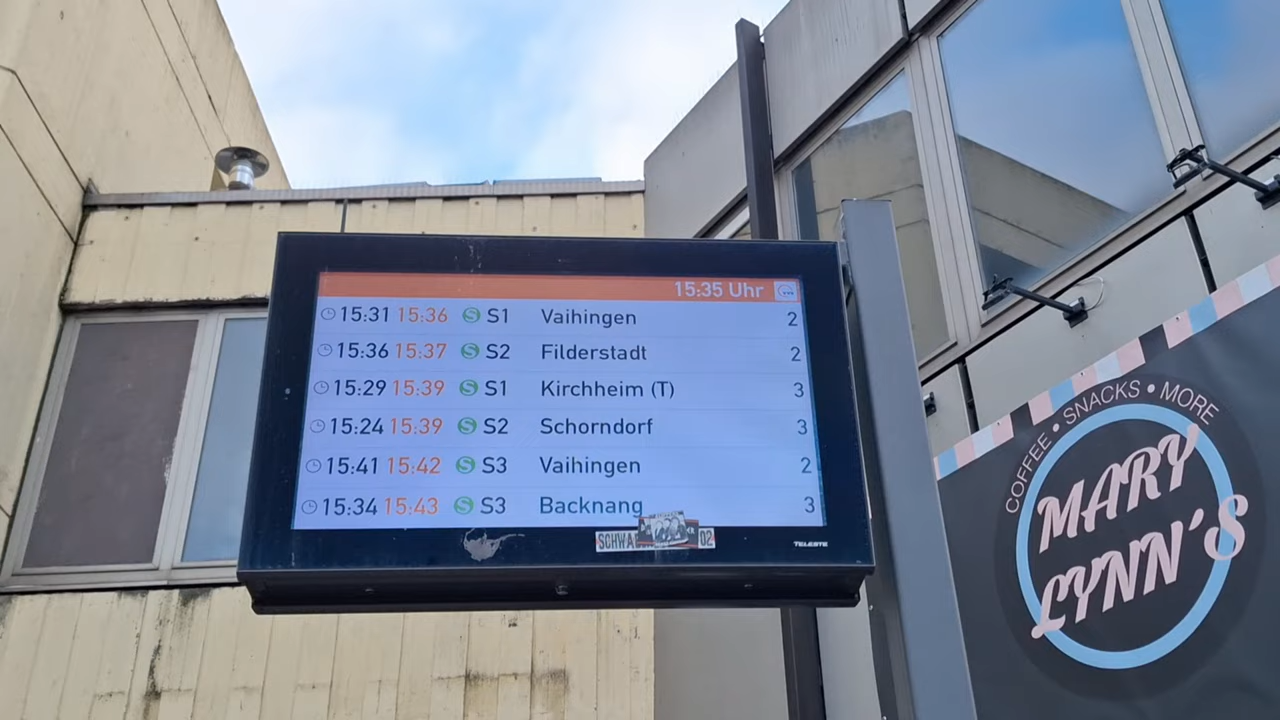 15:35 Uhr
15:31 15:36 S S1 Vaihingen 2
15:36 15:37 S S2 Filderstadt 2
15:29 15:39 S S1 Kirchheim (T) 3
15:24 15:39 S S2 Schorndorf 3
15:41 15:42 S S3 Vaihingen 2
15:34 15:43 S S3 Backnang 3
SCHWA 02
TELESTE
COFFEE • SNACKS • MORE
MARY
LYNN´S